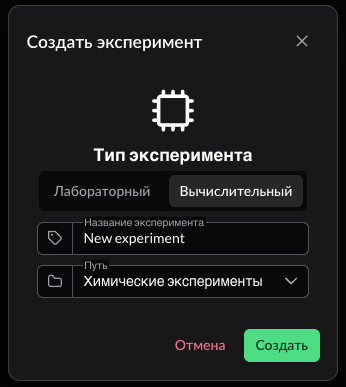 Создать эксперимент
Тип эксперимента
Лабораторный Вычислительный
Название эксперимента
New experiment
Путь
Химические эксперименты
Отмена Создать